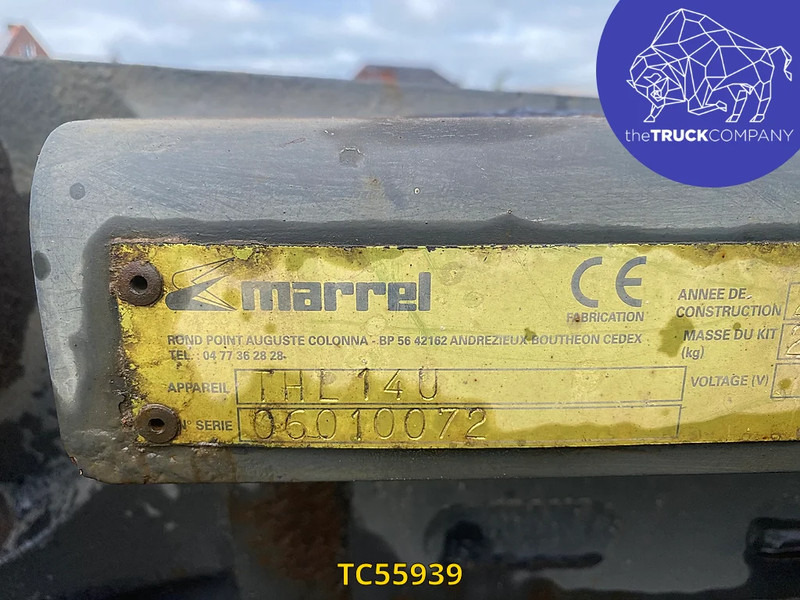 theTRUCKCOMPANY
marrel
CE
FABRICATION
ROND POINT AUGUSTE COLONNA - BP 56 42162 ANDREZIEUX BOUTHEON CEDEX
TEL. : 04 77 36 28 28
APPAREIL THL14U
N° SERIE 06010072
ANNEE DE
CONSTRUCTION
MASSE DU KIT
(kg)
VOLTAGE (V)
TC55939